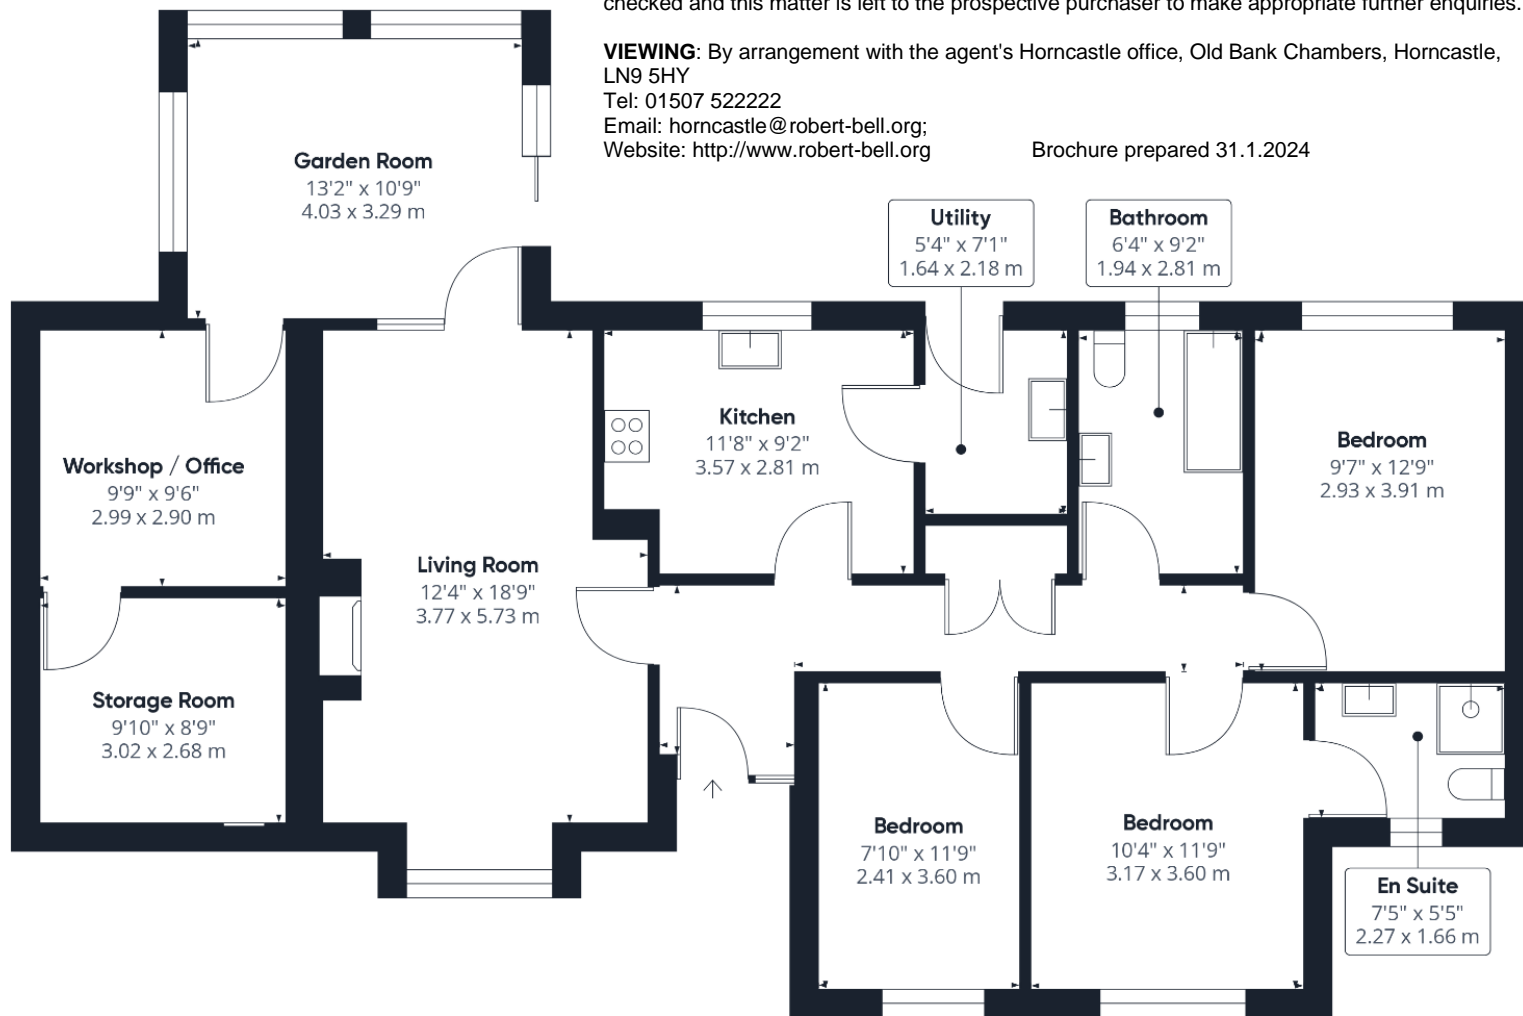 checked and this matter is left to the prospective purchaser to make appropriate further enquiries.
VIEWING: By arrangement with the agent's Horncastle office, Old Bank Chambers, Horncastle,
LN9 5HY
Tel: 01507 522222
Email: horncastle@robert-bell.org;
Website: http://www.robert-bell.org Brochure prepared 31.1.2024
Garden Room
13'2" x 10'9"
4.03 x 3.29 m
Utility
5'4" x 7'1"
1.64 x 2.18 m
Bathroom
6'4" x 9'2"
1.94 x 2.81 m
Kitchen
11'8" x 9'2"
3.57 x 2.81 m
Bedroom
9'7" x 12'9"
2.93 x 3.91 m
Workshop / Office
9'9" x 9'6"
2.99 x 2.90 m
Living Room
12'4" x 18'9"
3.77 x 5.73 m
Storage Room
9'10" x 8'9"
3.02 x 2.68 m
Bedroom
7'10" x 11'9"
2.41 x 3.60 m
Bedroom
10'4" x 11'9"
3.17 x 3.60 m
En Suite
7'5" x 5'5"
2.27 x 1.66 m